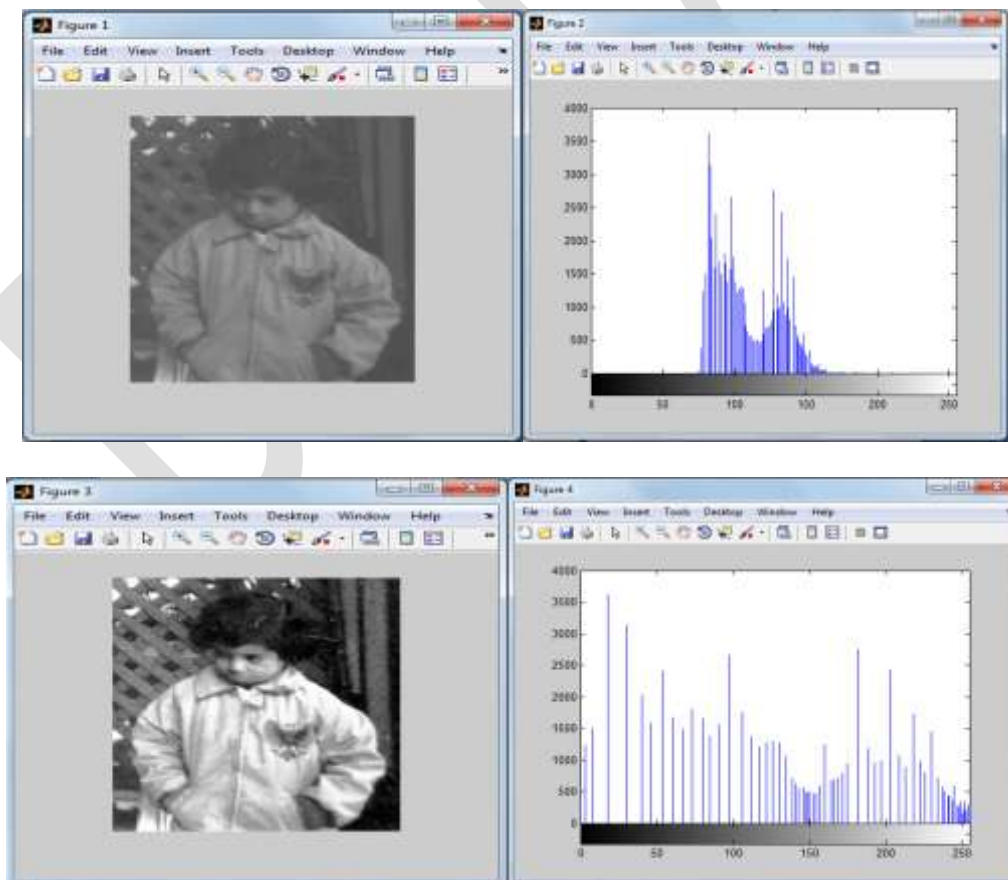 Figure 1
File Edit View Insert Tools Desktop Window Help
Figure 2
File Edit View Insert Tools Desktop Window Help
4000
3500
3000
2500
2000
1500
1000
500
0
0 50 100 150 200 250
Figure 3
File Edit View Insert Tools Desktop Window Help
Figure 4
File Edit View Insert Tools Desktop Window Help
4000
3500
3000
2500
2000
1500
1000
500
0
0 50 100 150 200 250